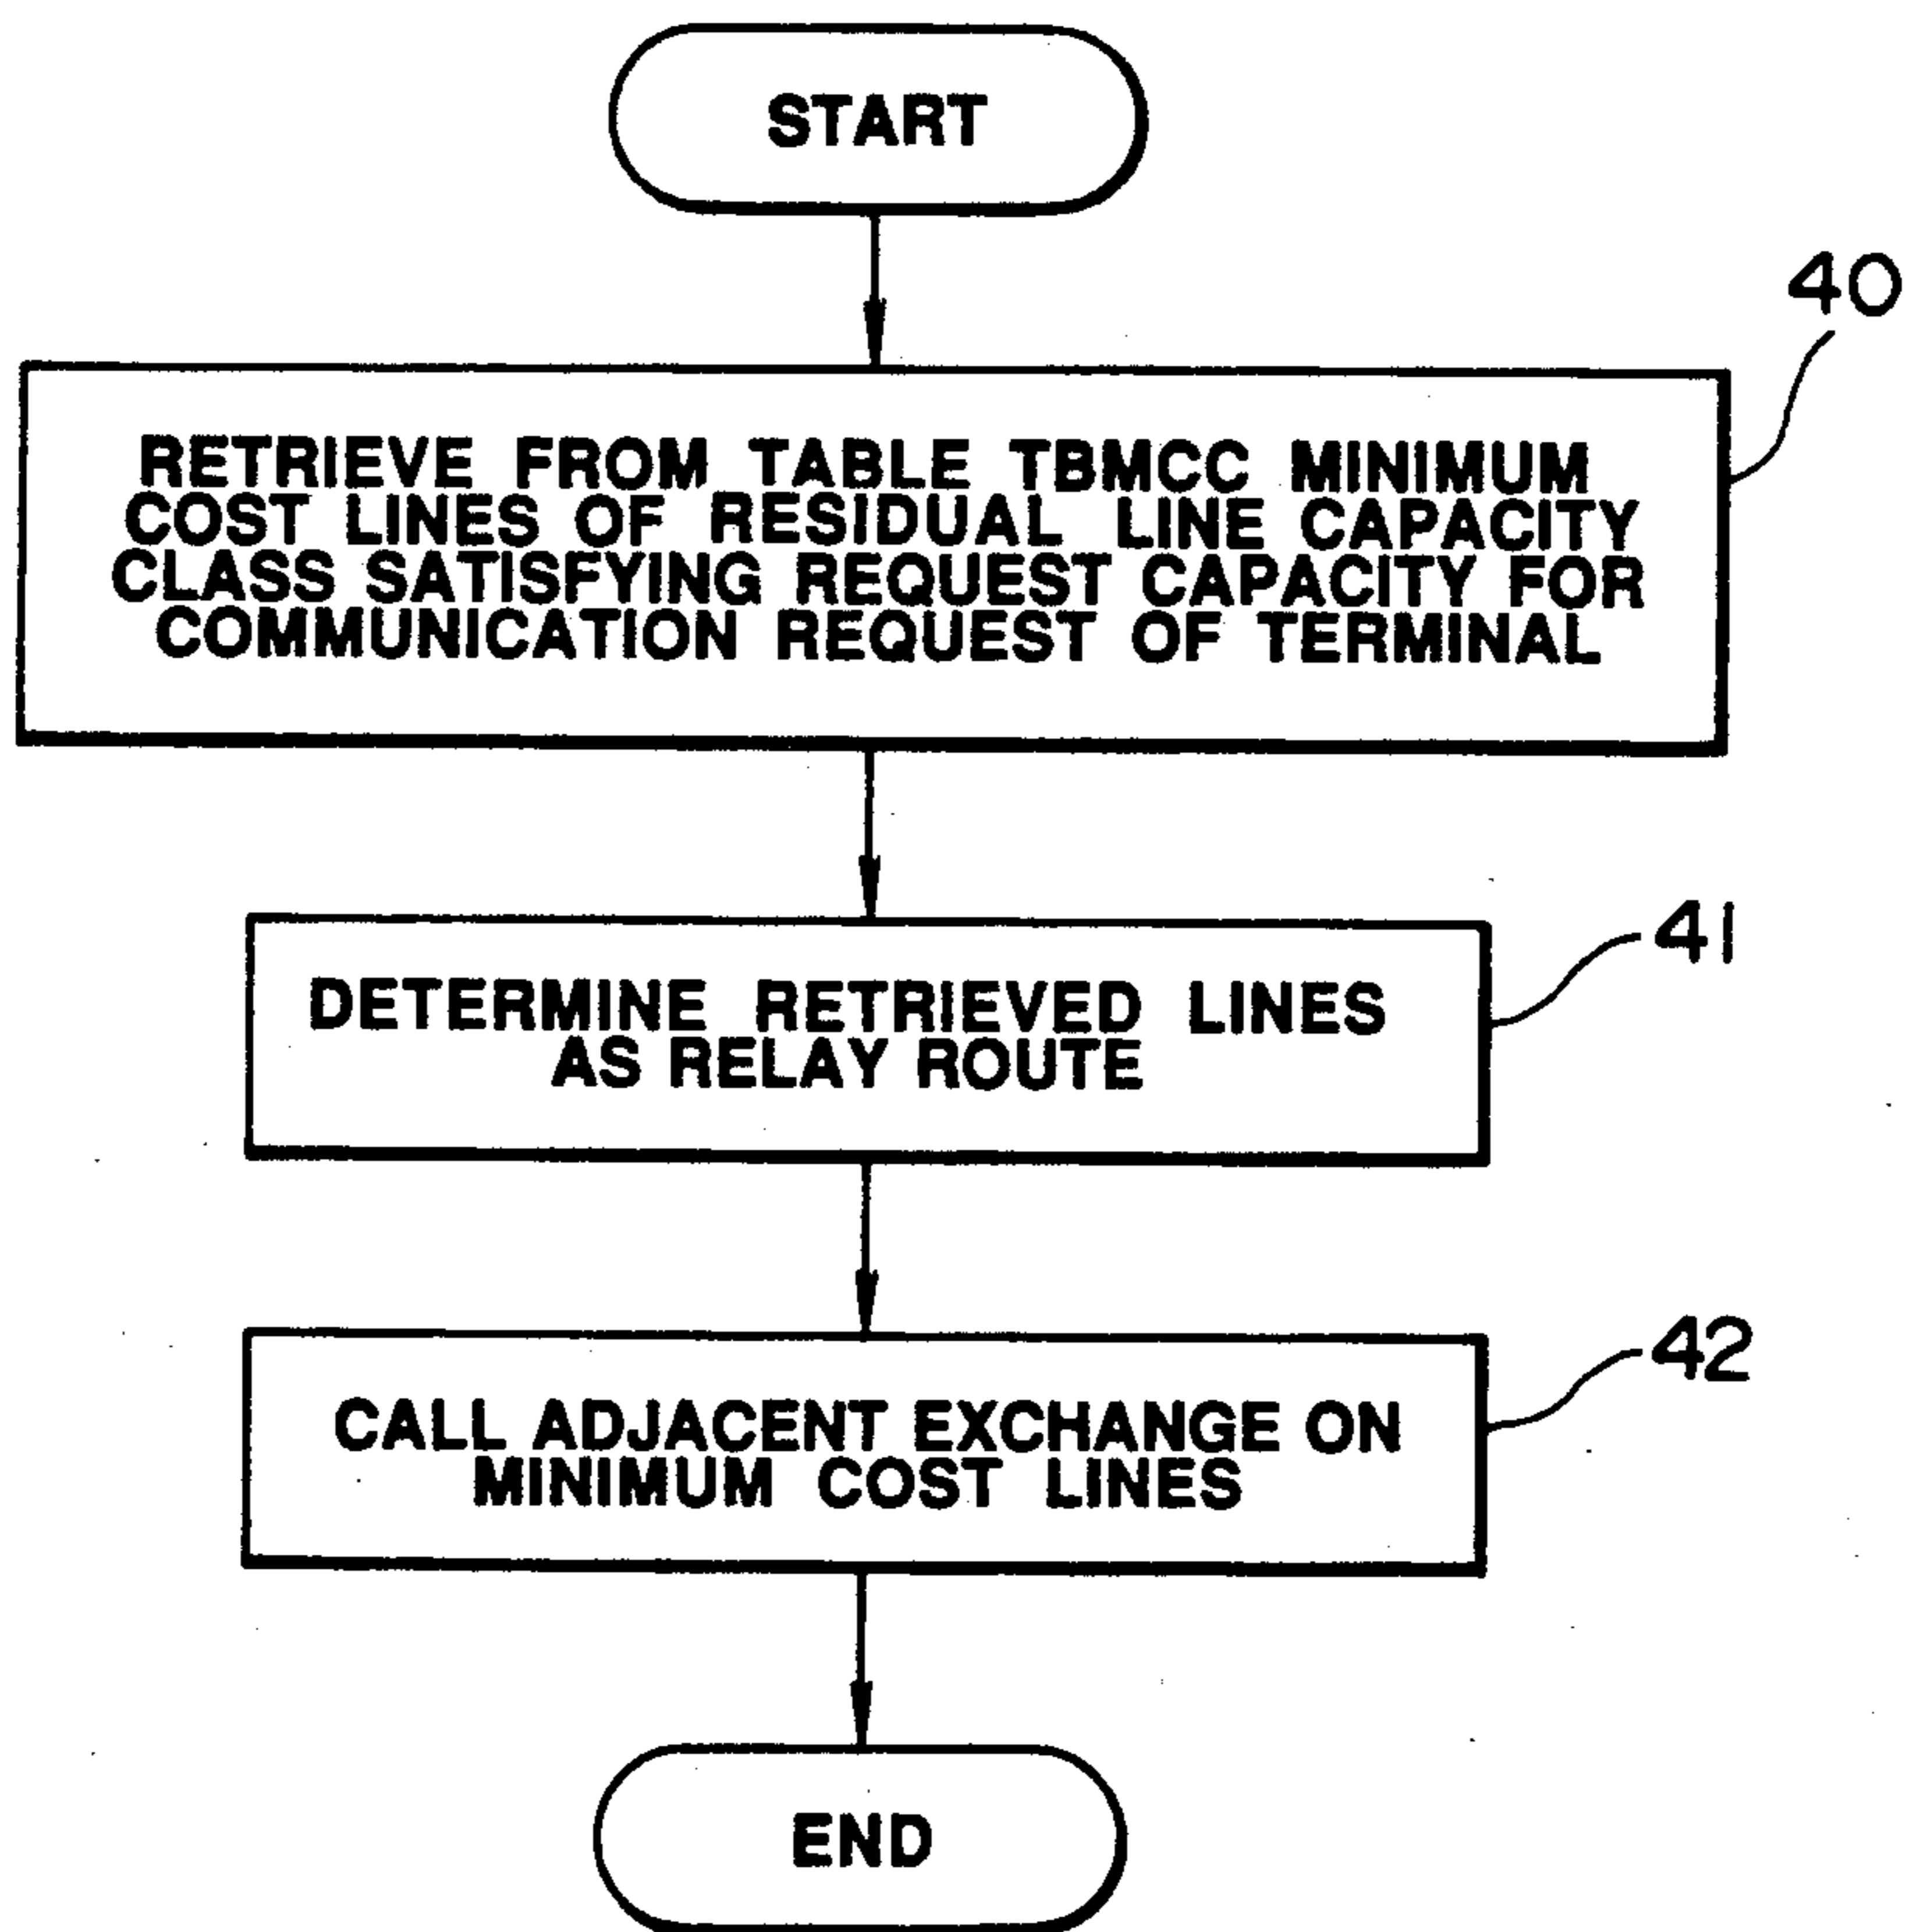 START
40
RETRIEVE FROM TABLE TBMCC MINIMUM
COST LINES OF RESIDUAL LINE CAPACITY
CLASS SATISFYING REQUEST CAPACITY FOR
COMMUNICATION REQUEST OF TERMINAL
41
DETERMINE RETRIEVED LINES
AS RELAY ROUTE
42
CALL ADJACENT EXCHANGE ON
MINIMUM COST LINES
END